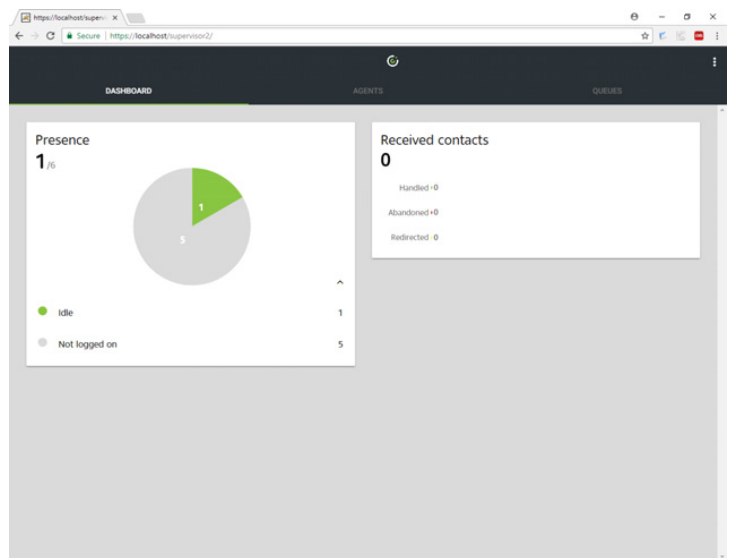 https://localhost/superv
Secure | https://localhost/supervisor2/
DASHBOARD
AGENTS
QUEUES
Presence
1 /6
1
5
Idle 1
Not logged on 5
Received contacts
0
Handled 0
Abandoned 0
Redirected 0